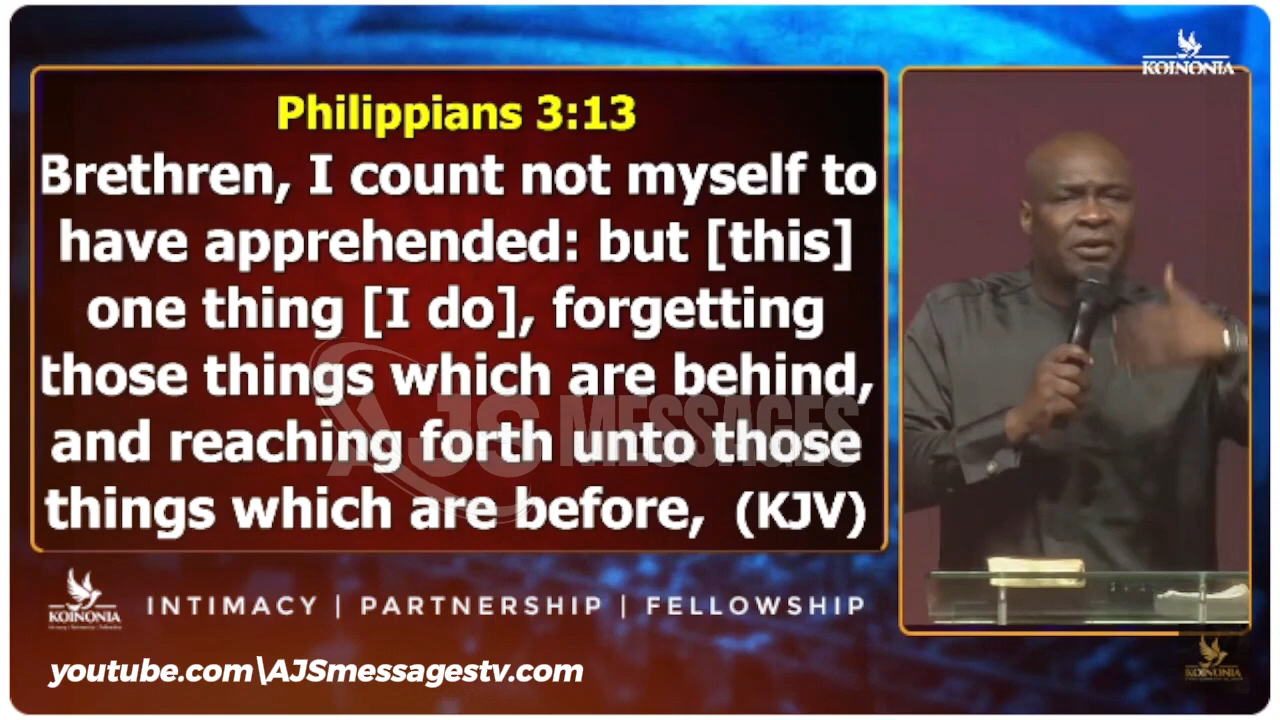 KOINONIA
Philippians 3:13
Brethren, I count not myself to
have apprehended: but [this]
one thing [I do], forgetting
those things which are behind,
and reaching forth unto those
things which are before, (KJV)
AJS MESSAGES
KOINONIA
INTIMACY | PARTNERSHIP | FELLOWSHIP
youtube.com\AJSmessagestv.com
KOINONIA